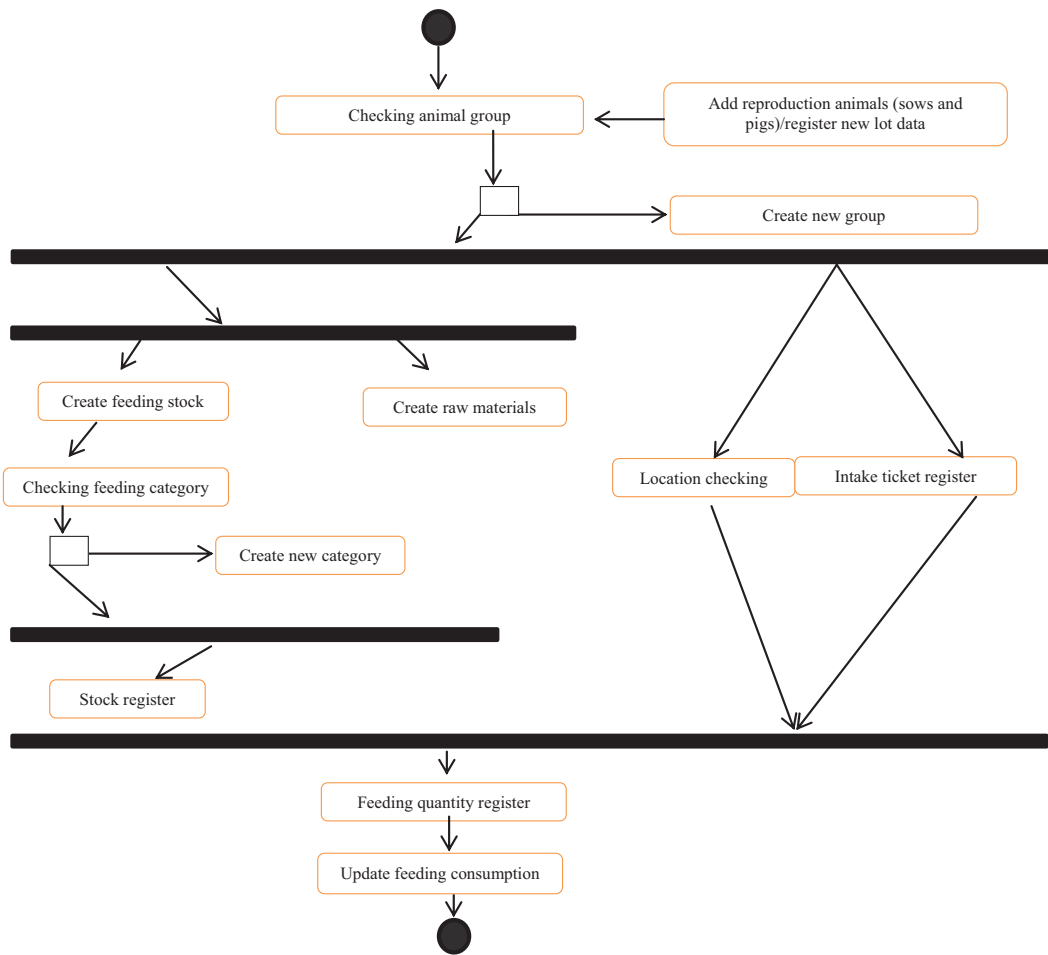 Checking animal group
Add reproduction animals (sows and
pigs)/register new lot data
Create new group
Create feeding stock
Create raw materials
Checking feeding category
Location checking
Intake ticket register
Create new category
Stock register
Feeding quantity register
Update feeding consumption